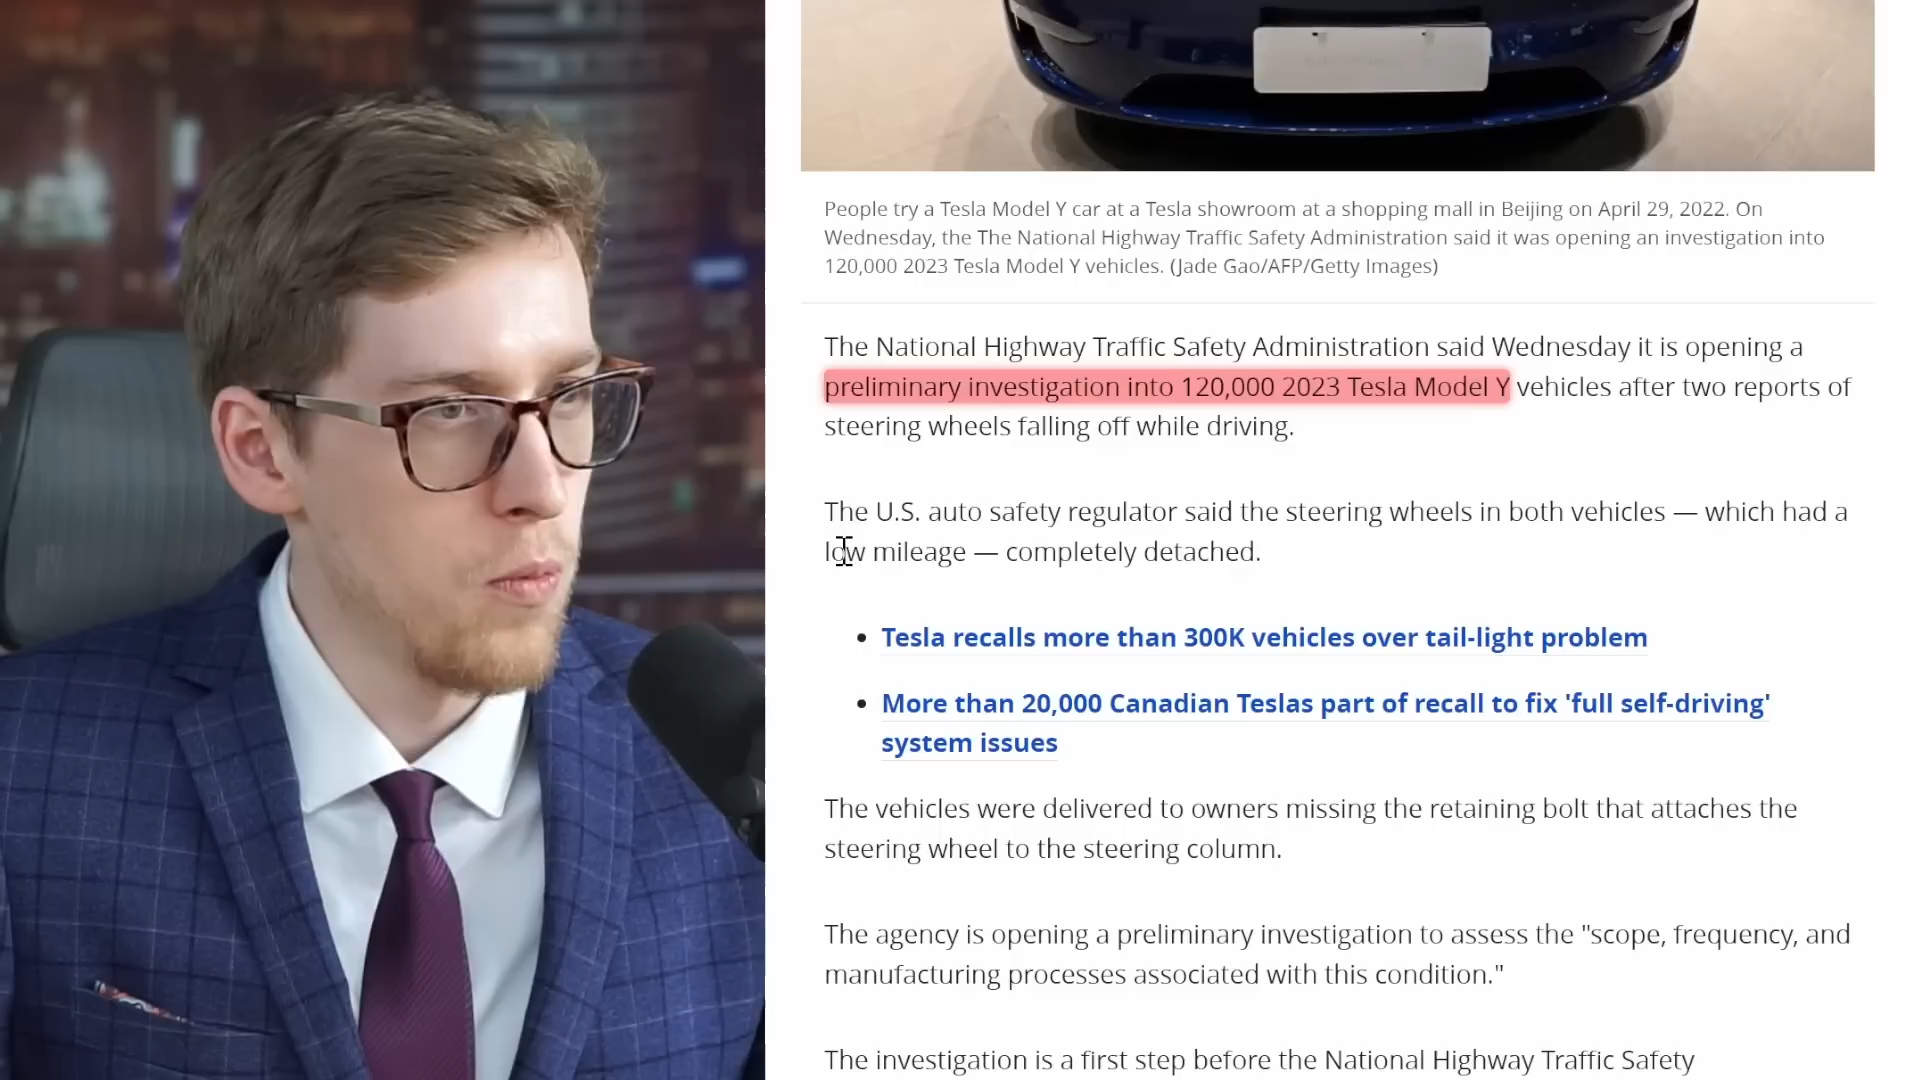 People try a Tesla Model Y car at a Tesla showroom at a shopping mall in Beijing on April 29, 2022. On
Wednesday, the The National Highway Traffic Safety Administration said it was opening an investigation into
120,000 2023 Tesla Model Y vehicles. (Jade Gao/AFP/Getty Images)
The National Highway Traffic Safety Administration said Wednesday it is opening a
preliminary investigation into 120,000 2023 Tesla Model Y vehicles after two reports of
steering wheels falling off while driving.
The U.S. auto safety regulator said the steering wheels in both vehicles — which had a
low mileage — completely detached.
• Tesla recalls more than 300K vehicles over tail-light problem
• More than 20,000 Canadian Teslas part of recall to fix 'full self-driving'
system issues
The vehicles were delivered to owners missing the retaining bolt that attaches the
steering wheel to the steering column.
The agency is opening a preliminary investigation to assess the "scope, frequency, and
manufacturing processes associated with this condition."
The investigation is a first step before the National Highway Traffic Safety